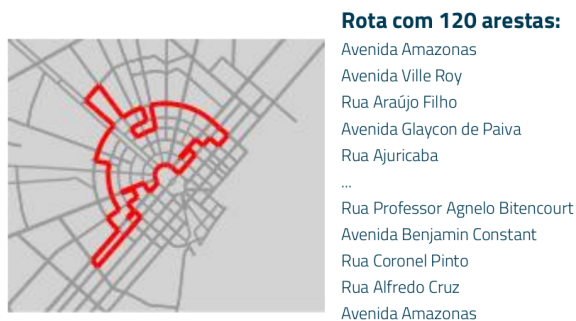 Rota com 120 arestas:
Avenida Amazonas
Avenida Ville Roy
Rua Araújo Filho
Avenida Glaycon de Paiva
Rua Ajuricaba
...
Rua Professor Agnelo Bitencourt
Avenida Benjamin Constant
Rua Coronel Pinto
Rua Alfredo Cruz
Avenida Amazonas